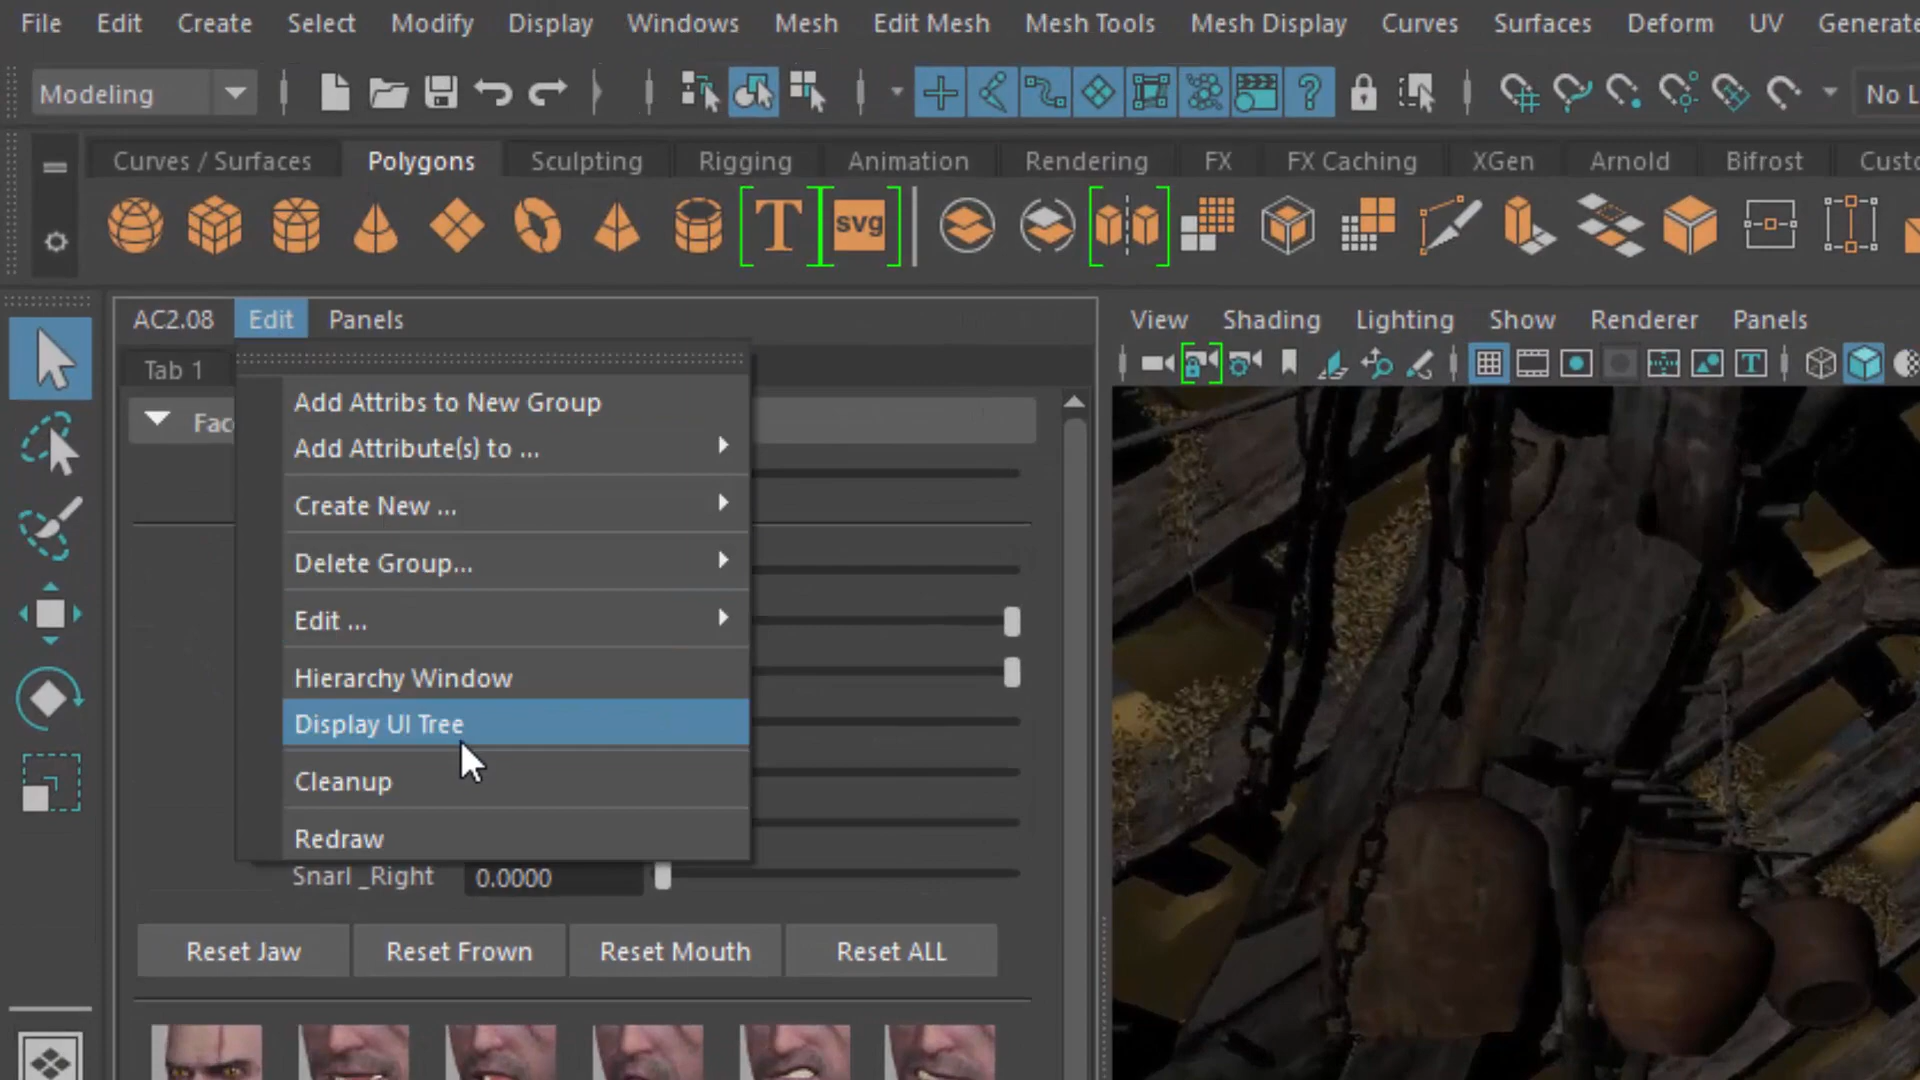 File Edit Create Select Modify Display Windows Mesh Edit Mesh Mesh Tools Mesh Display Curves Surfaces Deform UV Generate
Modeling No L
Curves / Surfaces Polygons Sculpting Rigging Animation Rendering FX FX Caching XGen Arnold Bifrost Custo
T svg
AC2.08 Edit Panels
View Shading Lighting Show Renderer Panels
Tab 1
Fac
Add Attribs to New Group
Add Attribute(s) to ...
Create New ...
Delete Group...
Edit ...
Hierarchy Window
Display UI Tree
Cleanup
Redraw
Snarl _Right 0.0000
Reset Jaw Reset Frown Reset Mouth Reset ALL